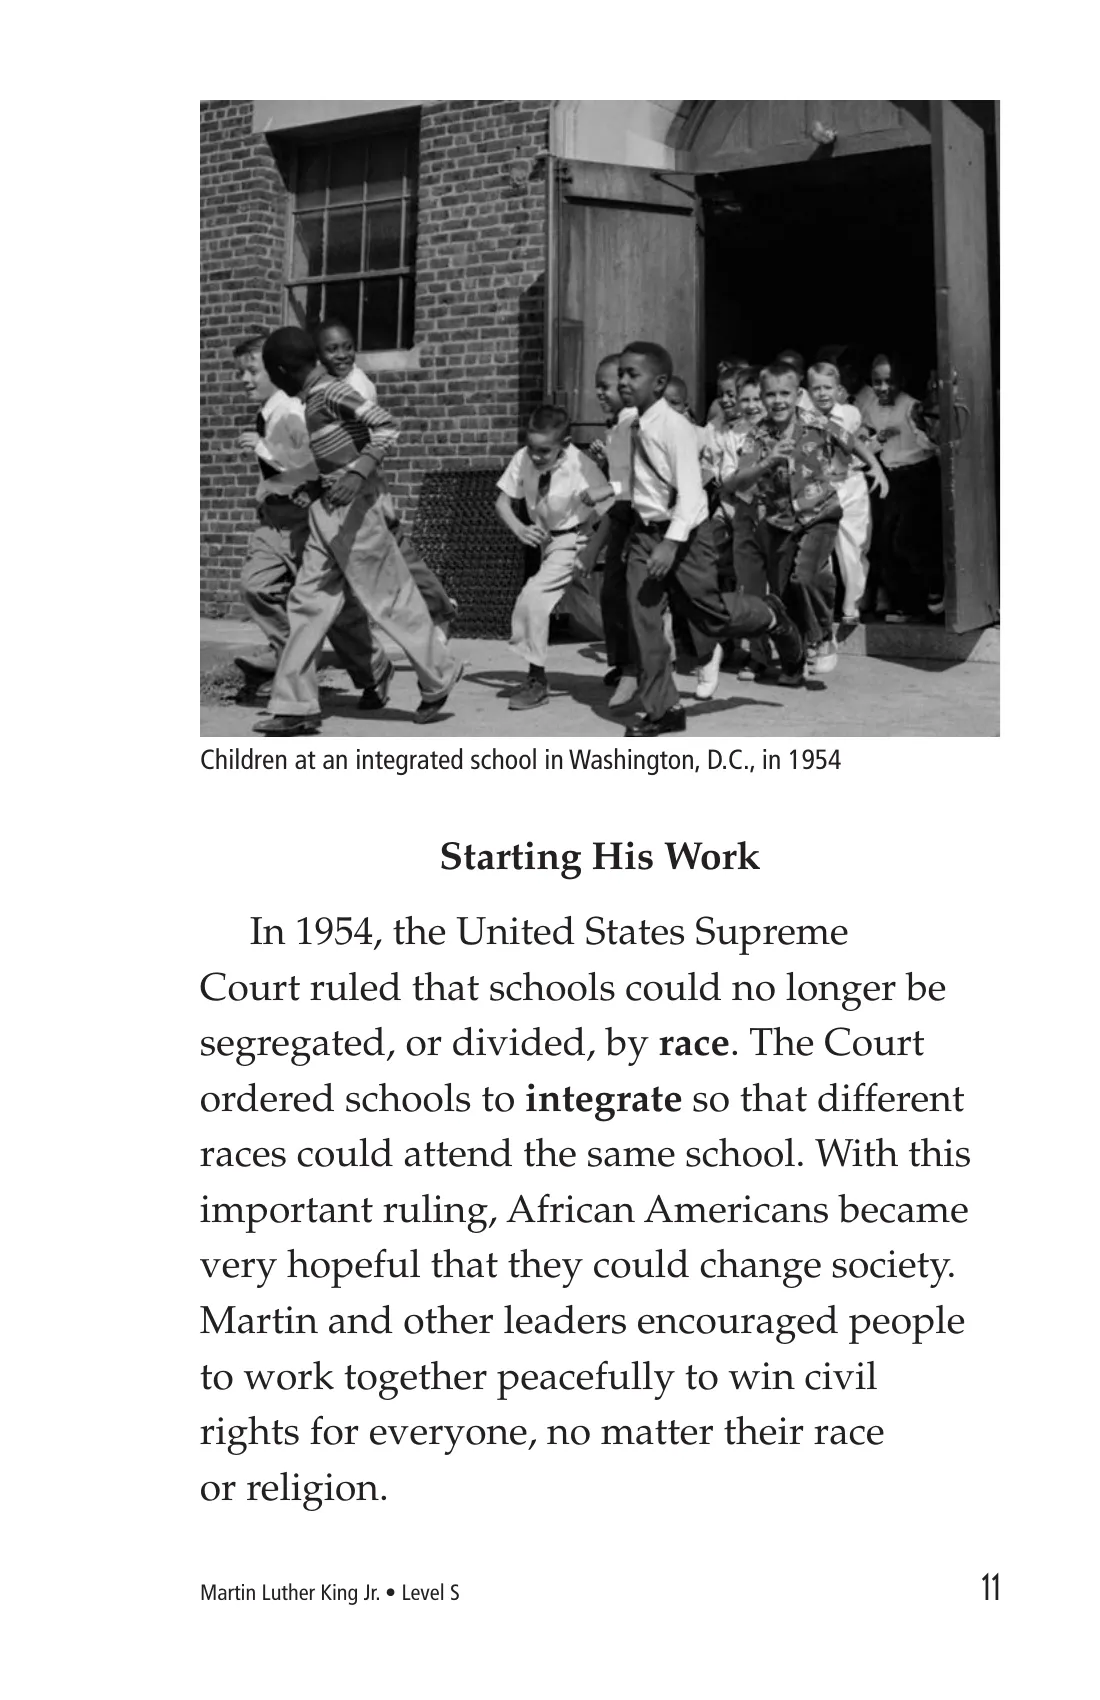 Children at an integrated school in Washington, D.C., in 1954
Starting His Work
In 1954, the United States Supreme
Court ruled that schools could no longer be
segregated, or divided, by race. The Court
ordered schools to integrate so that different
races could attend the same school. With this
important ruling, African Americans became
very hopeful that they could change society.
Martin and other leaders encouraged people
to work together peacefully to win civil
rights for everyone, no matter their race
or religion.
Martin Luther King Jr. • Level S 11